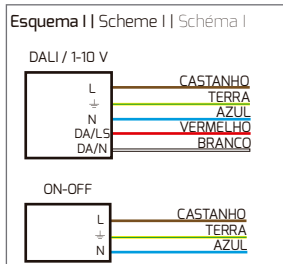 Esquema I | Scheme I | Schéma I
DALI / 1-10 V
L CASTANHO
⏚ TERRA
N AZUL
DA/LS VERMELHO
DA/N BRANCO
ON-OFF
L CASTANHO
⏚ TERRA
N AZUL